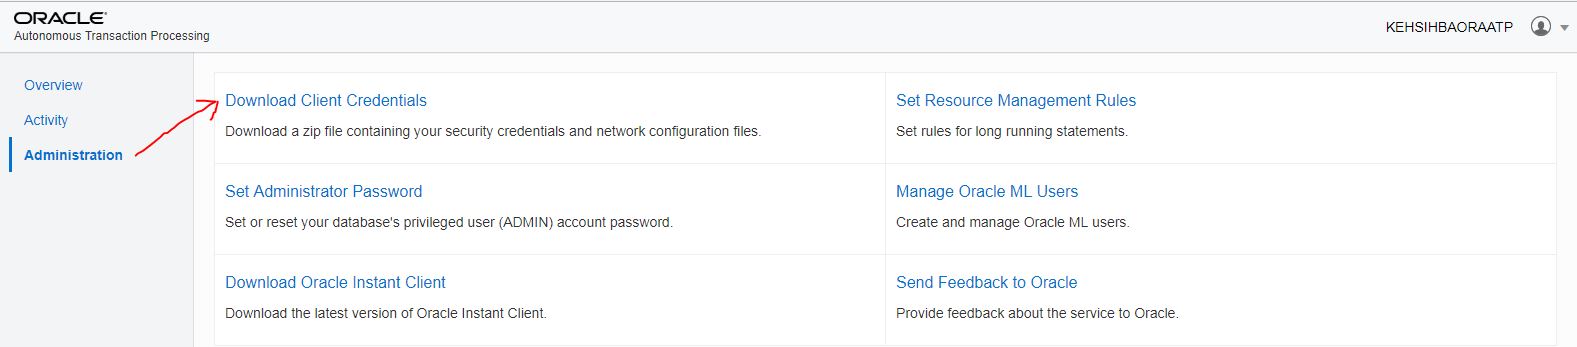 ORACLE®
Autonomous Transaction Processing
KEHSIHBAORAATP
Overview
Activity
Administration
Download Client Credentials
Download a zip file containing your security credentials and network configuration files.
Set Resource Management Rules
Set rules for long running statements.
Set Administrator Password
Set or reset your database's privileged user (ADMIN) account password.
Manage Oracle ML Users
Create and manage Oracle ML users.
Download Oracle Instant Client
Download the latest version of Oracle Instant Client.
Send Feedback to Oracle
Provide feedback about the service to Oracle.